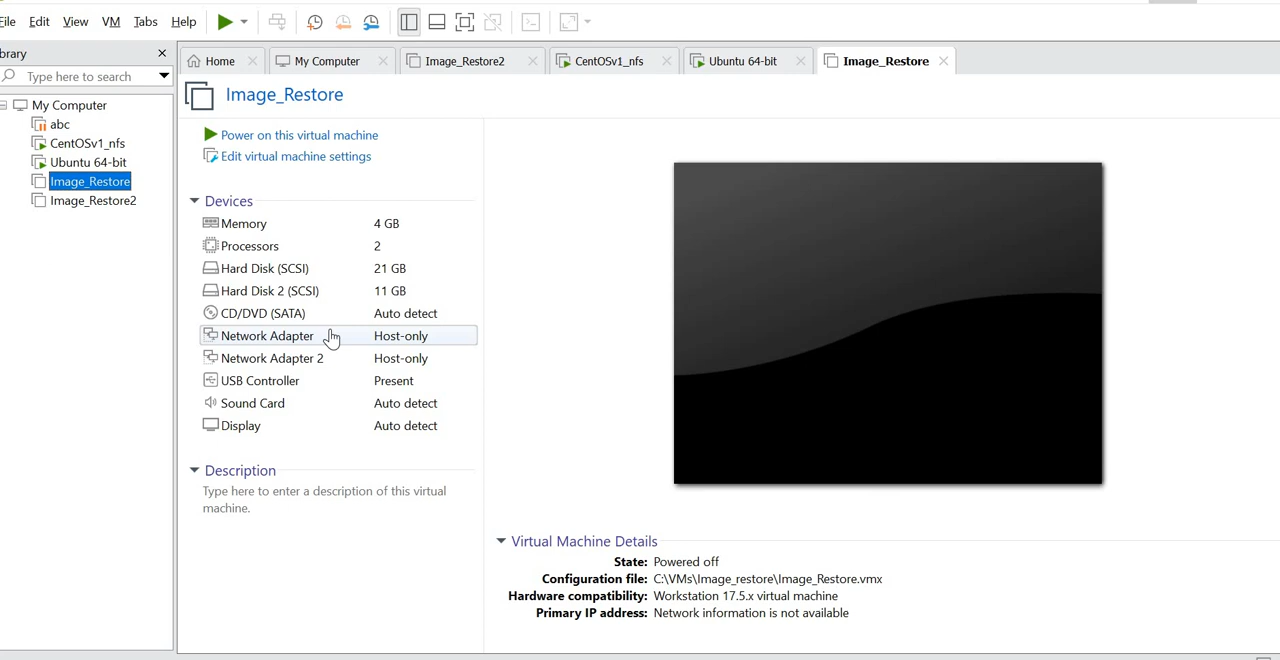 File Edit View VM Tabs Help
brary
Type here to search
My Computer
abc
CentOSv1_nfs
Ubuntu 64-bit
Image_Restore
Image_Restore2
Home My Computer Image_Restore2 CentOSv1_nfs Ubuntu 64-bit Image_Restore
Image_Restore
Power on this virtual machine
Edit virtual machine settings
Devices
Memory 4 GB
Processors 2
Hard Disk (SCSI) 21 GB
Hard Disk 2 (SCSI) 11 GB
CD/DVD (SATA) Auto detect
Network Adapter Host-only
Network Adapter 2 Host-only
USB Controller Present
Sound Card Auto detect
Display Auto detect
Description
Type here to enter a description of this virtual
machine.
Virtual Machine Details
State: Powered off
Configuration file: C:\VMs\Image_restore\Image_Restore.vmx
Hardware compatibility: Workstation 17.5.x virtual machine
Primary IP address: Network information is not available